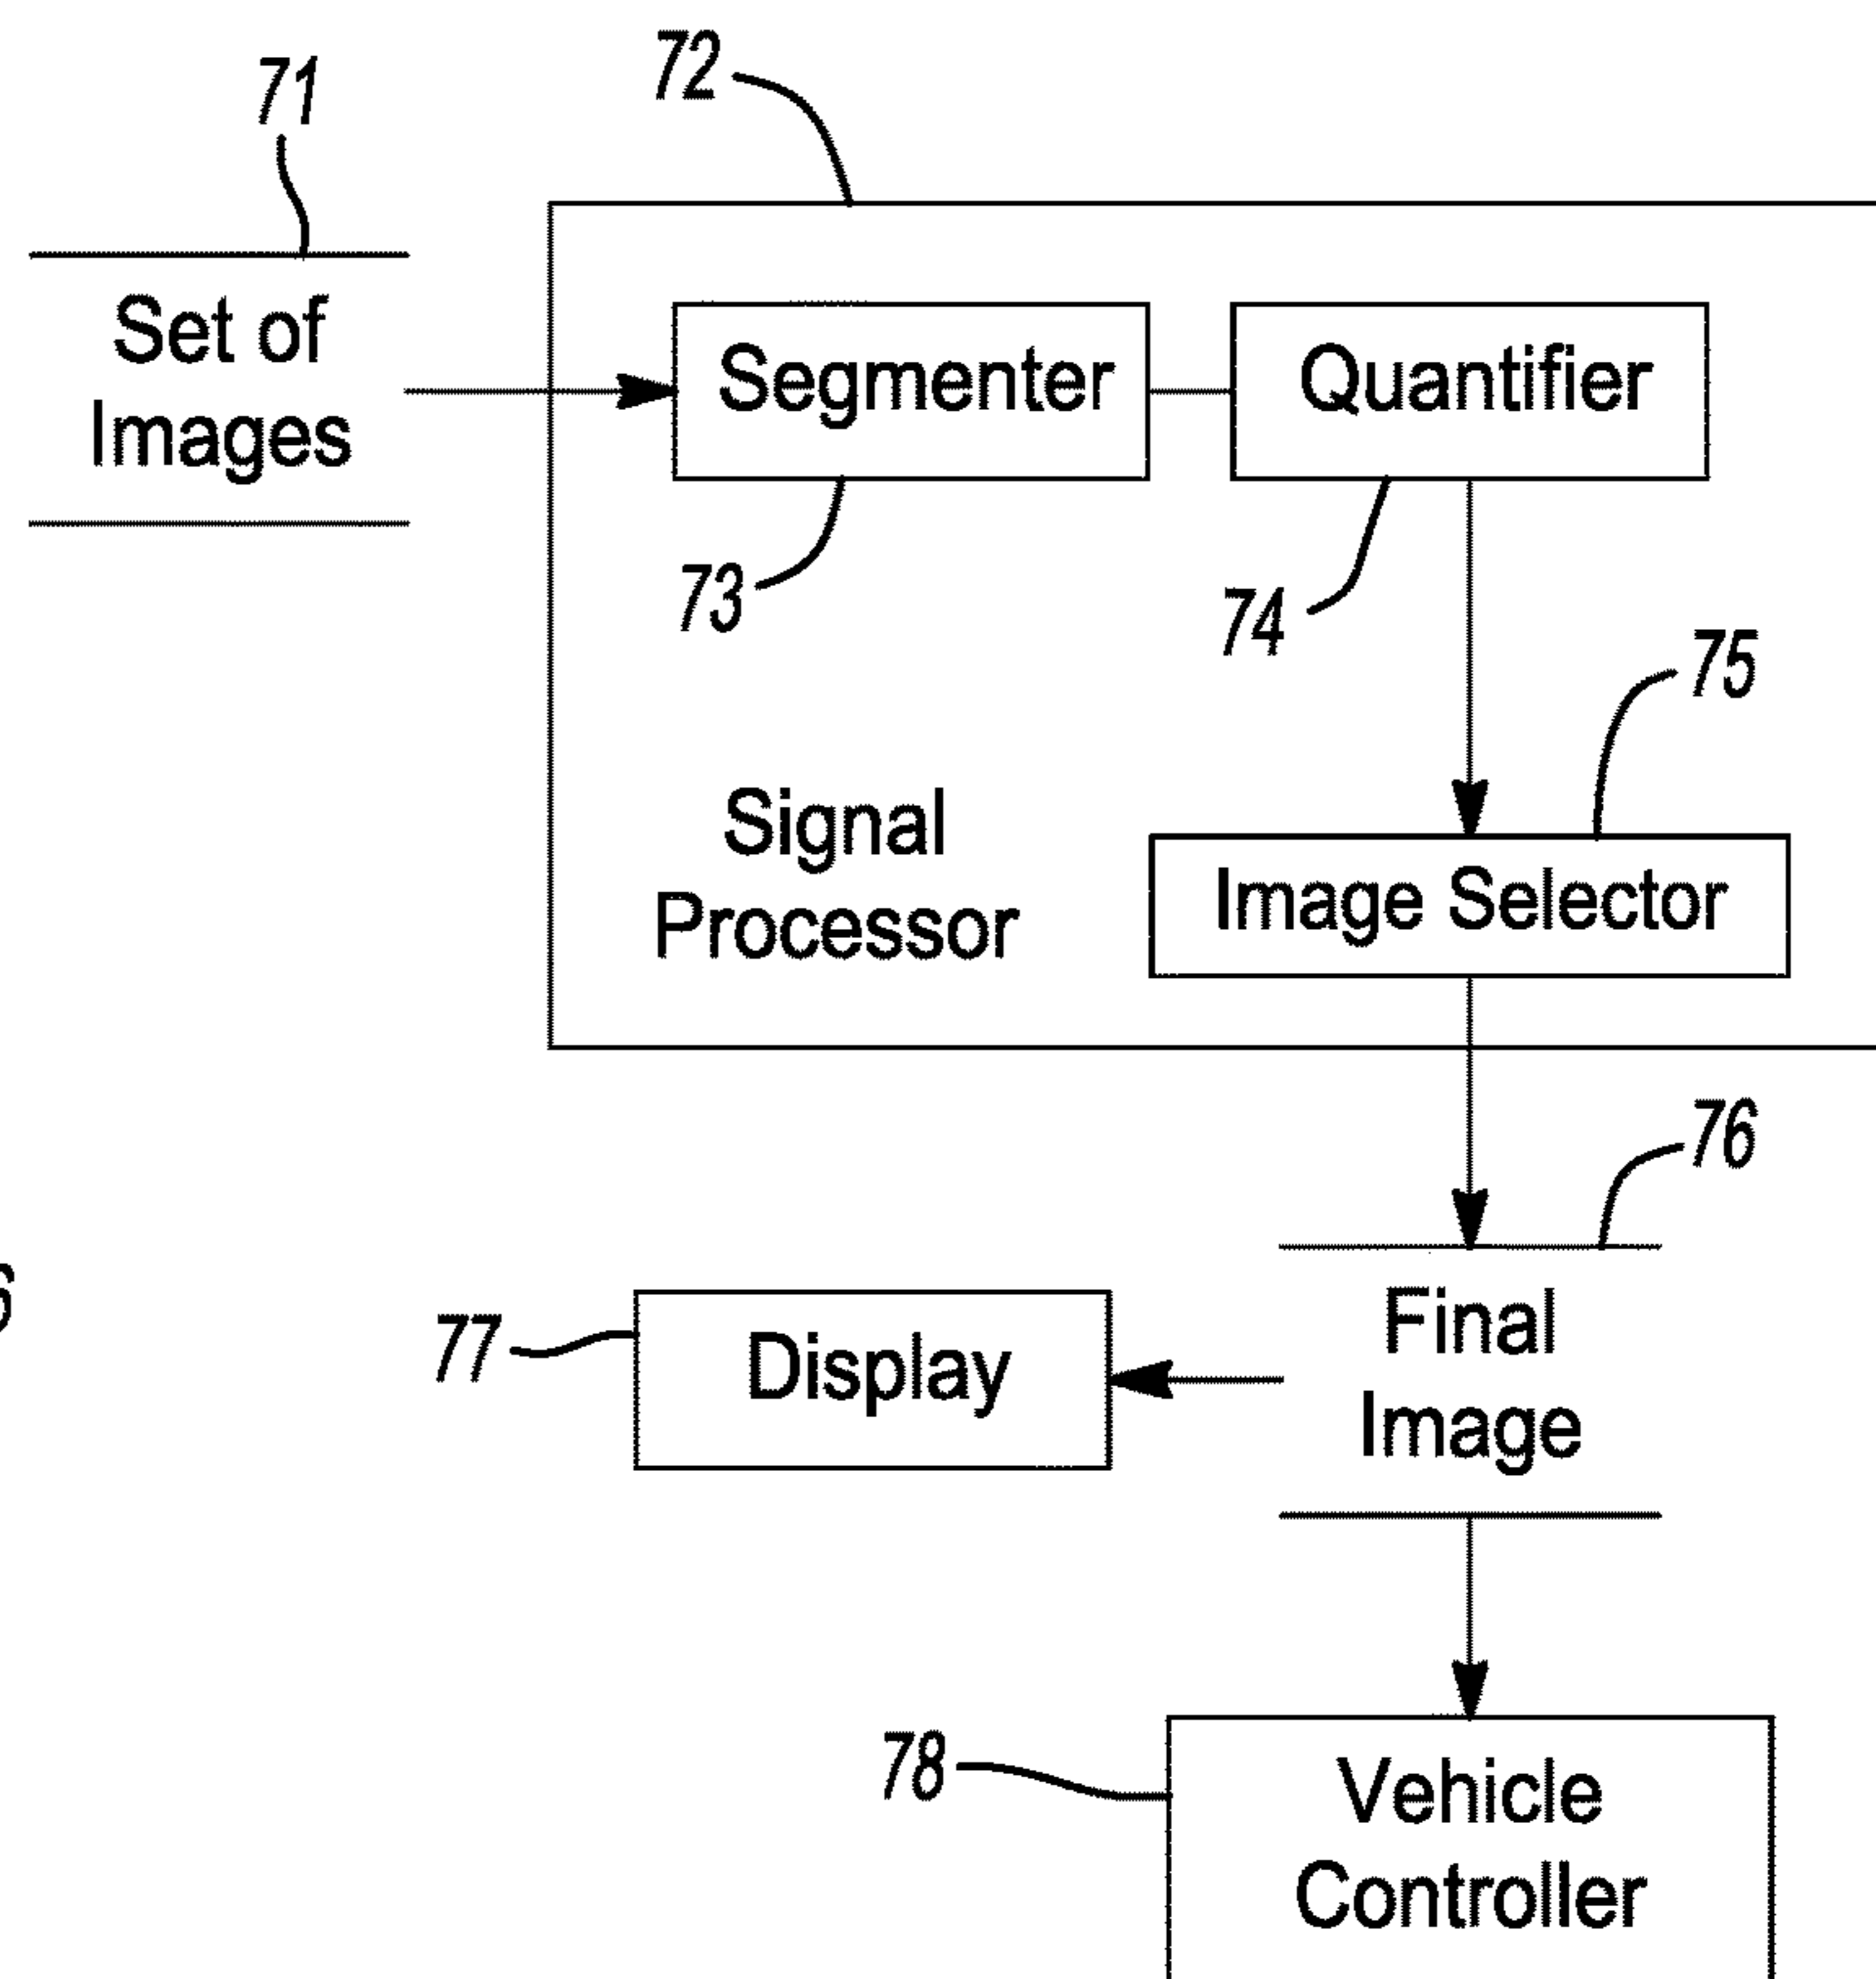 71
72
Set of
Images
Segmenter
Quantifier
73
74
75
Signal
Processor
Image Selector
76
77
Display
Final
Image
78
Vehicle
Controller